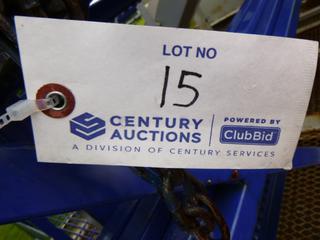 LOT NO
15
CENTURY AUCTIONS
POWERED BY
ClubBid
A DIVISION OF CENTURY SERVICES